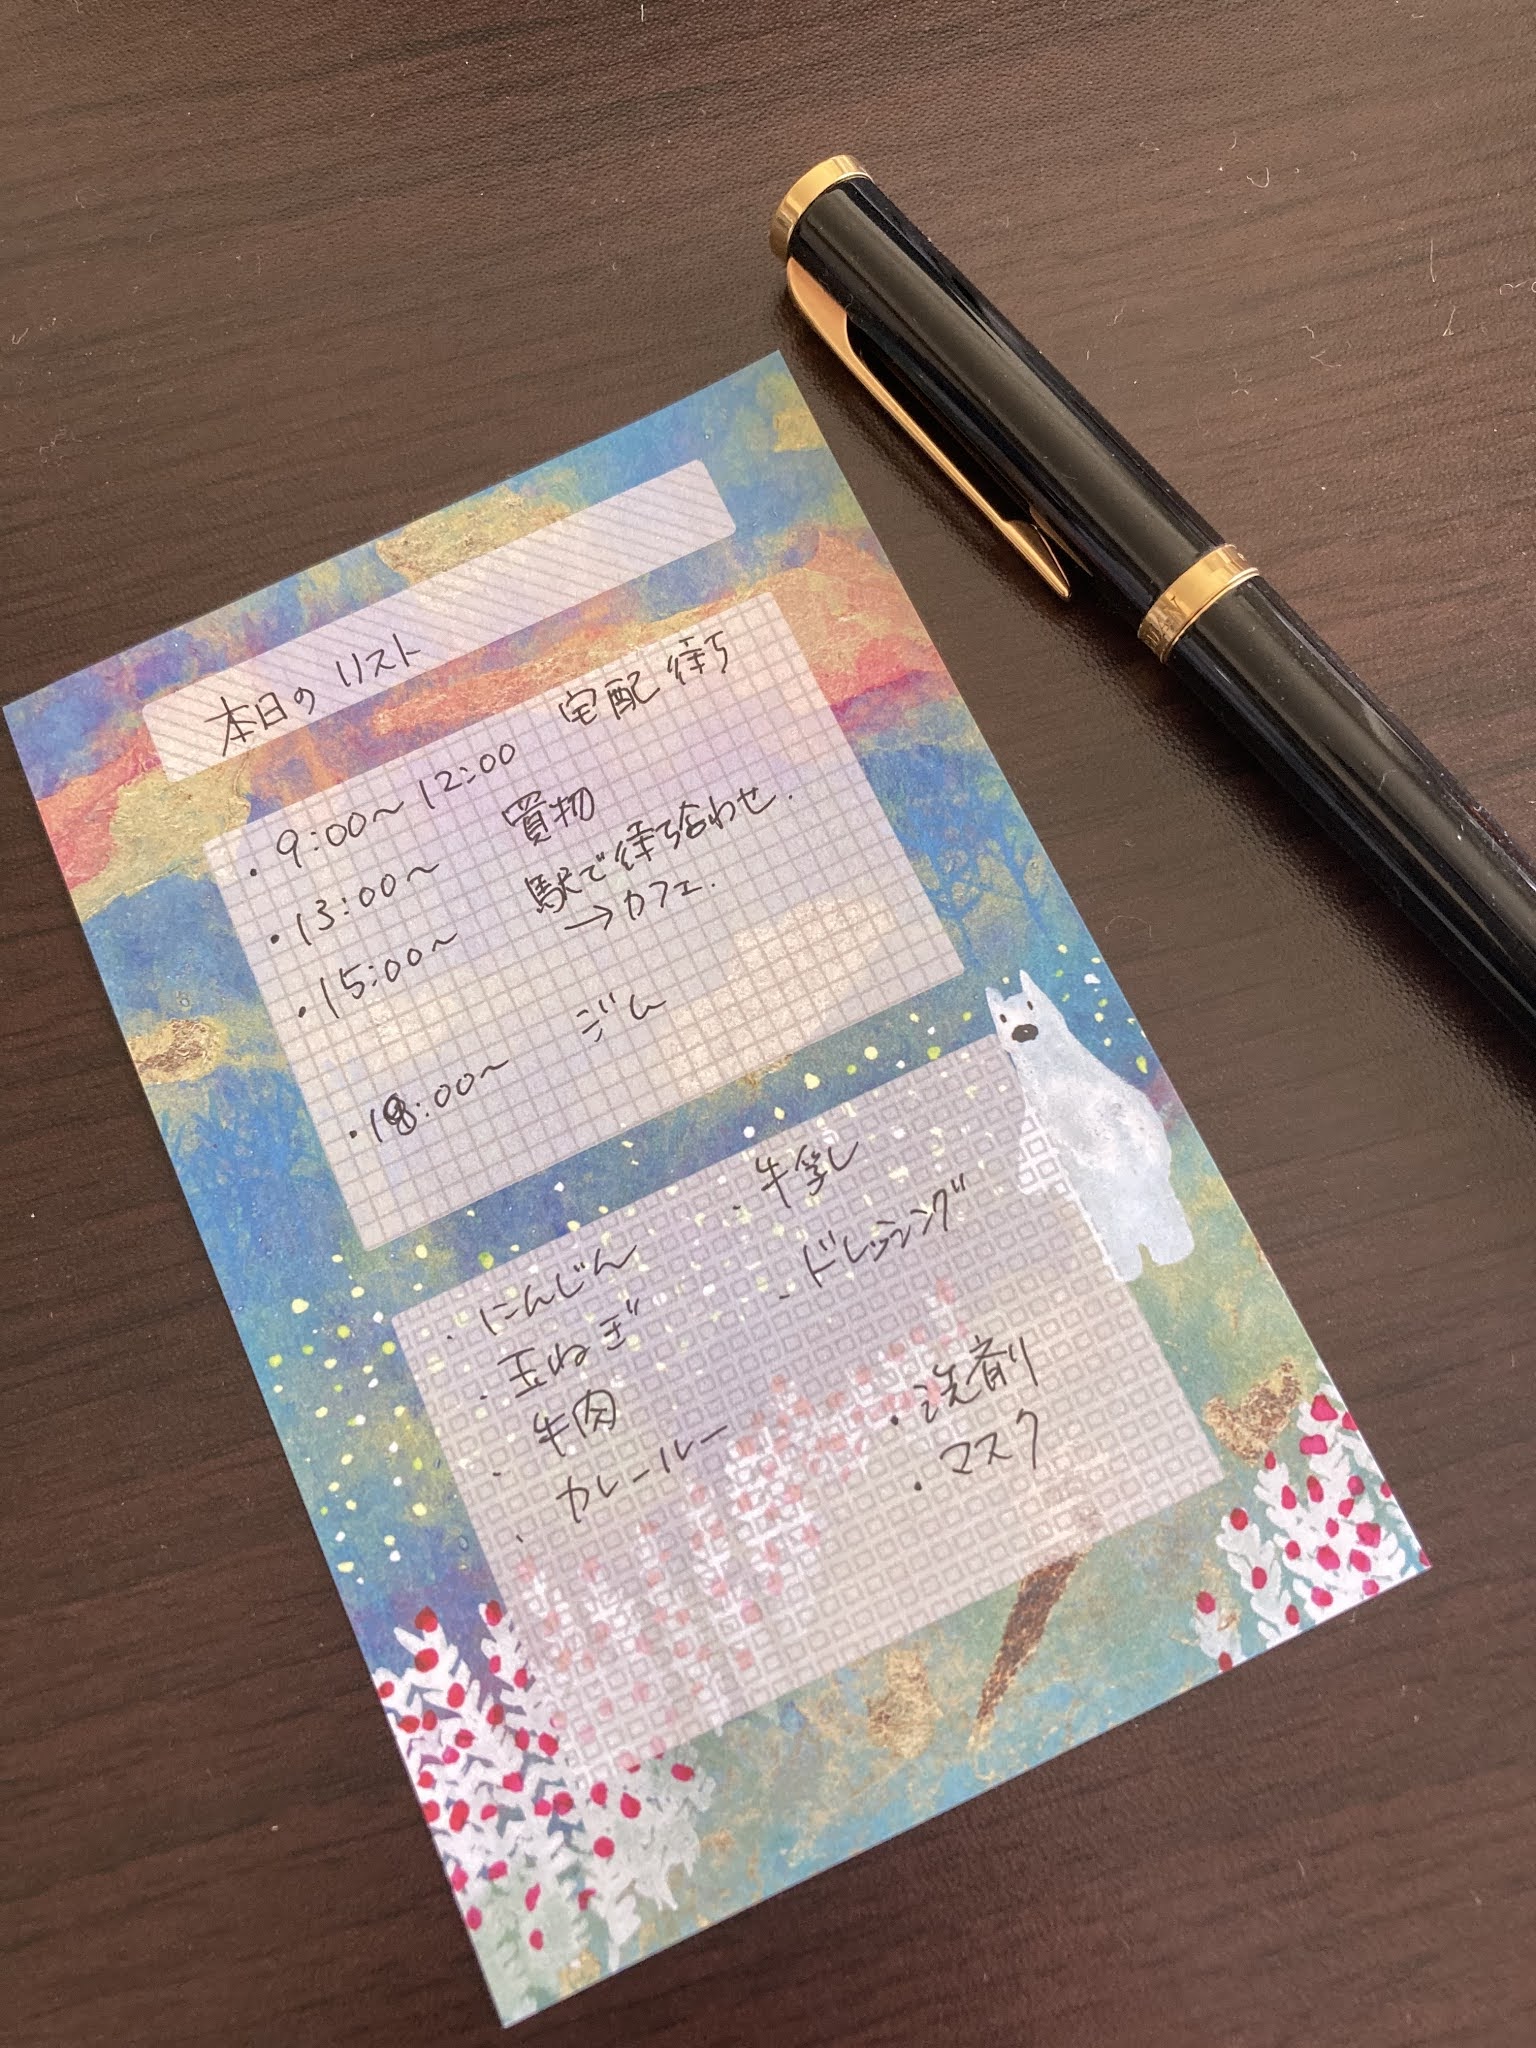 本日のリスト
・9:00〜12:00 宅配待ち
・13:00〜 買物
・15:00〜 駅で待ち合わせ.
→カフェ.
・18:00〜 ジム
・にんじん
・玉ねぎ
・牛肉
・カレールー
・牛乳
・ドレッシング
・洗剤
・マスク